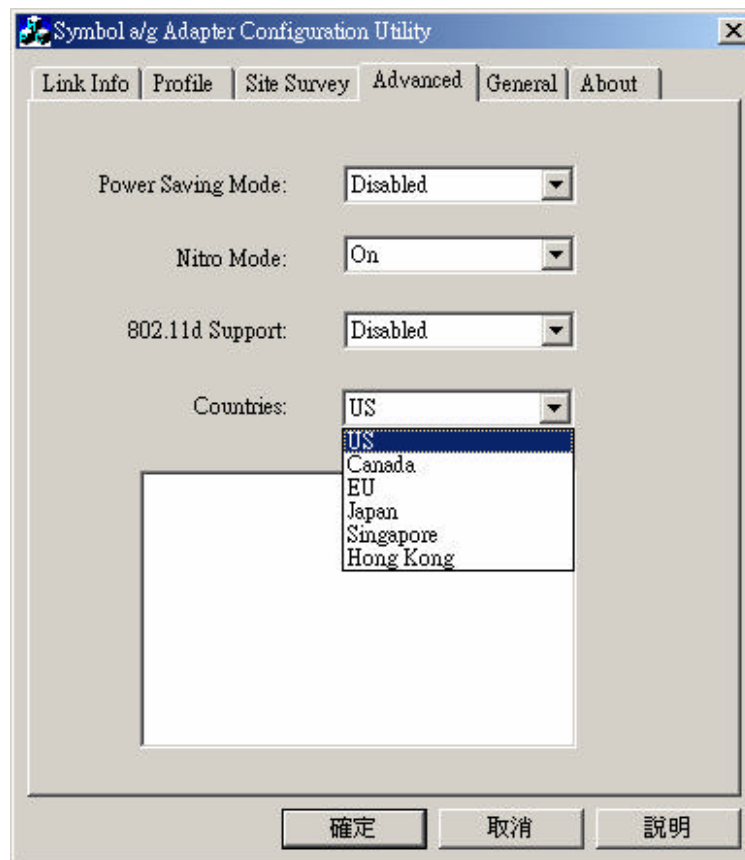 Symbol a/g Adapter Configuration Utility
Link Info Profile Site Survey Advanced General About
Power Saving Mode: Disabled
Nitro Mode: On
802.11d Support: Disabled
Countries: US
US
Canada
EU
Japan
Singapore
Hong Kong
確定 取消 説明